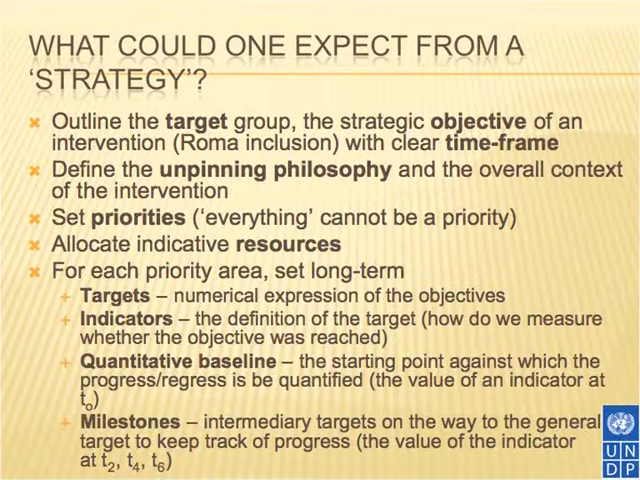 WHAT COULD ONE EXPECT FROM A
‘STRATEGY’?
Outline the target group, the strategic objective of an
intervention (Roma inclusion) with clear time-frame
Define the unpinning philosophy and the overall context
of the intervention
Set priorities (‘everything’ cannot be a priority)
Allocate indicative resources
For each priority area, set long-term
Targets – numerical expression of the objectives
Indicators – the definition of the target (how do we measure
whether the objective was reached)
Quantitative baseline – the starting point against which the
progress/regress is be quantified (the value of an indicator at
to)
Milestones – intermediary targets on the way to the general
target to keep track of progress (the value of the indicator
at t2, t4, t6)
UN
DP